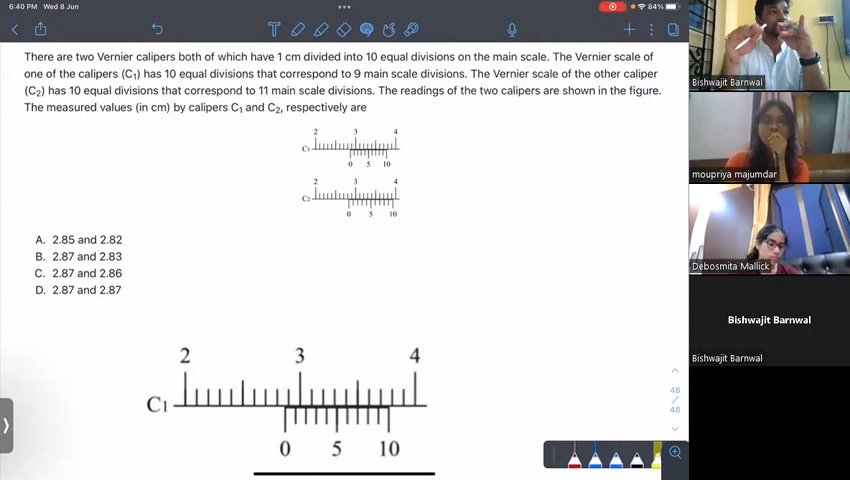 6:40 PM Wed 8 Jun
84%
There are two Vernier calipers both of which have 1 cm divided into 10 equal divisions on the main scale. The Vernier scale of
one of the calipers (C₁) has 10 equal divisions that correspond to 9 main scale divisions. The Vernier scale of the other caliper
(C₂) has 10 equal divisions that correspond to 11 main scale divisions. The readings of the two calipers are shown in the figure.
The measured values (in cm) by calipers C₁ and C₂, respectively are
2 3 4
C₁
0 5 10
2 3 4
C₂
0 5 10
A. 2.85 and 2.82
B. 2.87 and 2.83
C. 2.87 and 2.86
D. 2.87 and 2.87
2 3 4
C1
0 5 10
48
/
48
Bishwajit Barnwal
moupriya majumdar
Debosmita Mallick
Bishwajit Barnwal
Bishwajit Barnwal